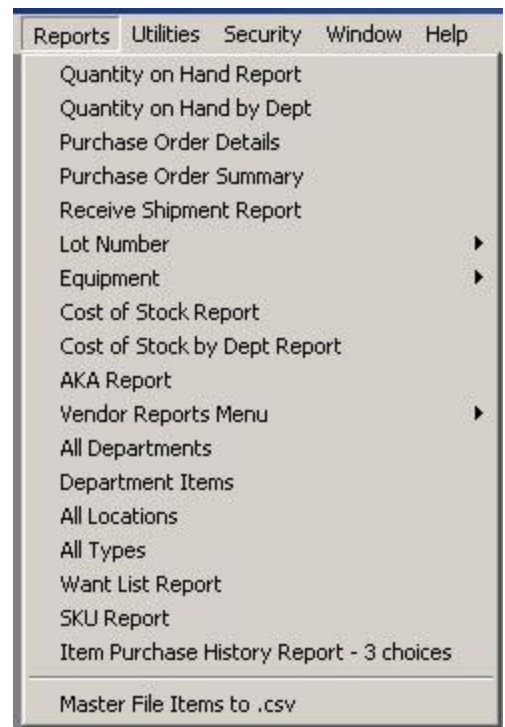 Reports Utilities Security Window Help
Quantity on Hand Report
Quantity on Hand by Dept
Purchase Order Details
Purchase Order Summary
Receive Shipment Report
Lot Number
Equipment
Cost of Stock Report
Cost of Stock by Dept Report
AKA Report
Vendor Reports Menu
All Departments
Department Items
All Locations
All Types
Want List Report
SKU Report
Item Purchase History Report - 3 choices
Master File Items to .csv